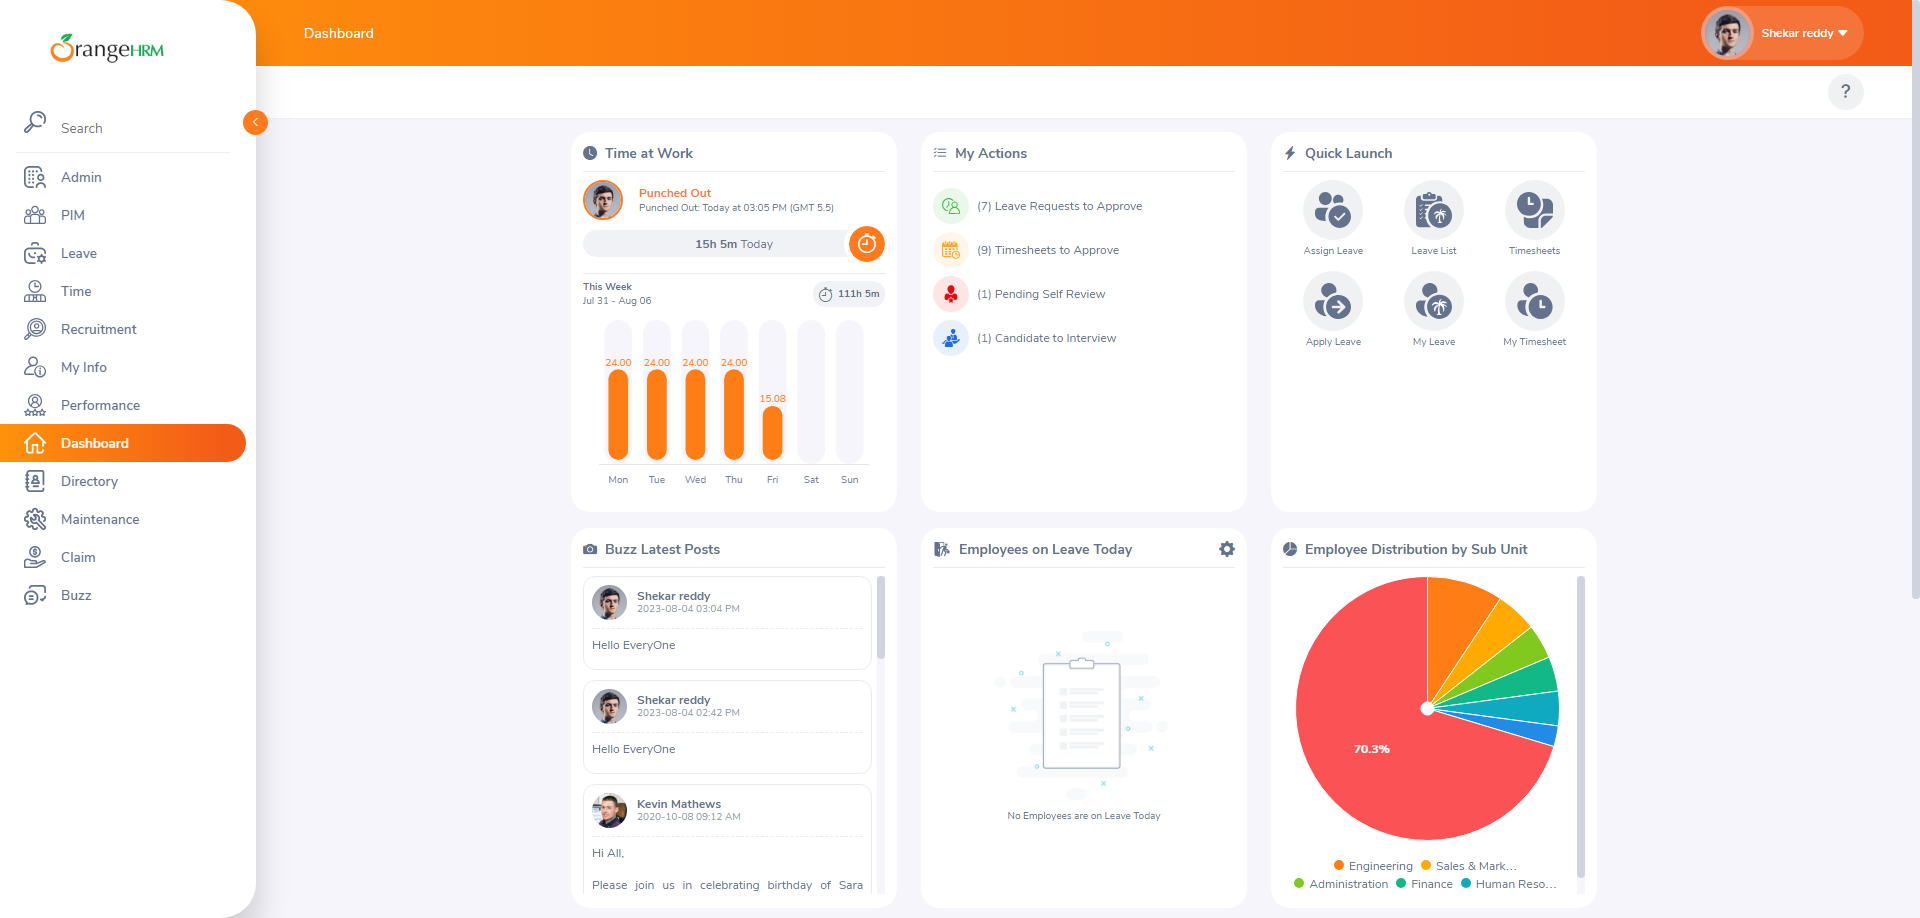 OrangeHRM
Dashboard
Shekar reddy
?
Search
Admin
PIM
Leave
Time
Recruitment
My Info
Performance
Dashboard
Directory
Maintenance
Claim
Buzz
Time at Work
Punched Out
Punched Out: Today at 03:05 PM (GMT 5.5)
15h 5m Today
This Week
Jul 31 - Aug 06
111h 5m
24.00 24.00 24.00 24.00
15.08
Mon Tue Wed Thu Fri Sat Sun
My Actions
(7) Leave Requests to Approve
(9) Timesheets to Approve
(1) Pending Self Review
(1) Candidate to Interview
Quick Launch
Assign Leave Leave List Timesheets
Apply Leave My Leave My Timesheet
Buzz Latest Posts
Shekar reddy
2023-08-04 03:04 PM
Hello EveryOne
Shekar reddy
2023-08-04 02:42 PM
Hello EveryOne
Kevin Mathews
2020-10-08 09:12 AM
Hi All,
Please join us in celebrating birthday of Sara
Employees on Leave Today
No Employees are on Leave Today
Employee Distribution by Sub Unit
70.3%
Engineering Sales & Mark...
Administration Finance Human Reso...